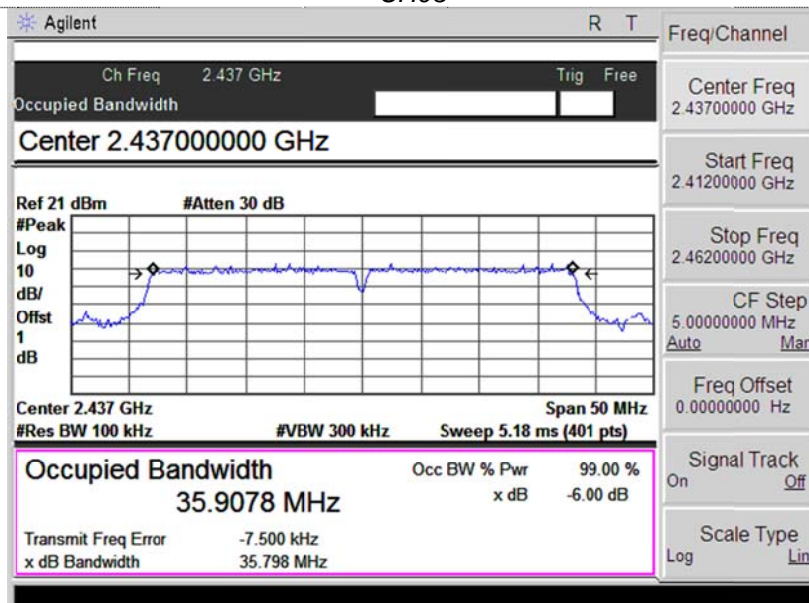 Agilent R T
Freq/Channel
Ch Freq 2.437 GHz Trig Free
Occupied Bandwidth
Center 2.437000000 GHz
Center Freq
2.43700000 GHz
Start Freq
2.41200000 GHz
Stop Freq
2.46200000 GHz
CF Step
5.00000000 MHz
Auto Man
Freq Offset
0.00000000 Hz
Signal Track
On Off
Scale Type
Log Lin
Ref 21 dBm #Atten 30 dB
#Peak
Log
10
dB/
Offst
1
dB
Center 2.437 GHz Span 50 MHz
#Res BW 100 kHz #VBW 300 kHz Sweep 5.18 ms (401 pts)
Occupied Bandwidth Occ BW % Pwr 99.00 %
35.9078 MHz x dB -6.00 dB
Transmit Freq Error -7.500 kHz
x dB Bandwidth 35.798 MHz